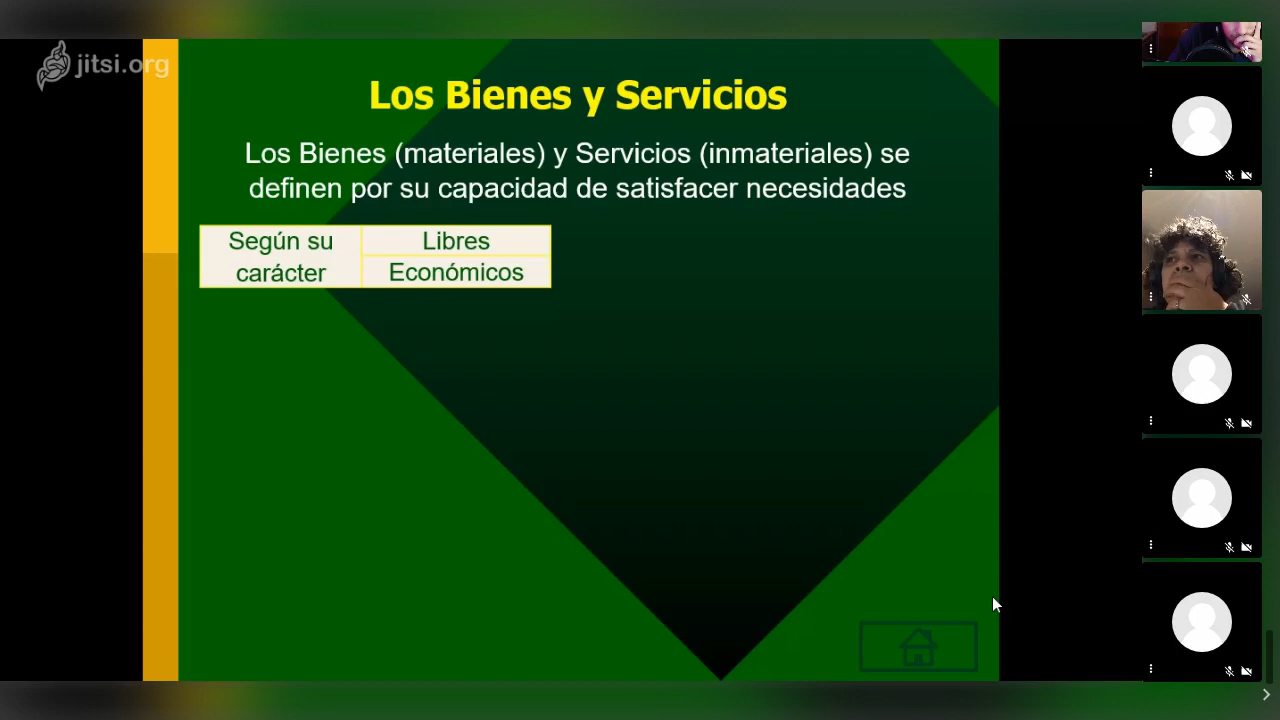 jitsi.org
Los Bienes y Servicios
Los Bienes (materiales) y Servicios (inmateriales) se
definen por su capacidad de satisfacer necesidades
Según su
carácter
Libres
Económicos